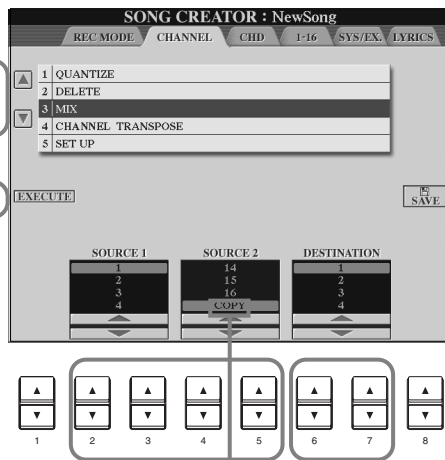 SONG CREATOR : NewSong
REC MODE CHANNEL CHD 1-16 SYS/EX. LYRICS
1 QUANTIZE
2 DELETE
3 MIX
4 CHANNEL TRANSPOSE
5 SET UP
EXECUTE
SAVE
SOURCE 1 SOURCE 2 DESTINATION
1 14 1
2 15 2
3 16 3
4 COPY 4
1 2 3 4 5 6 7 8